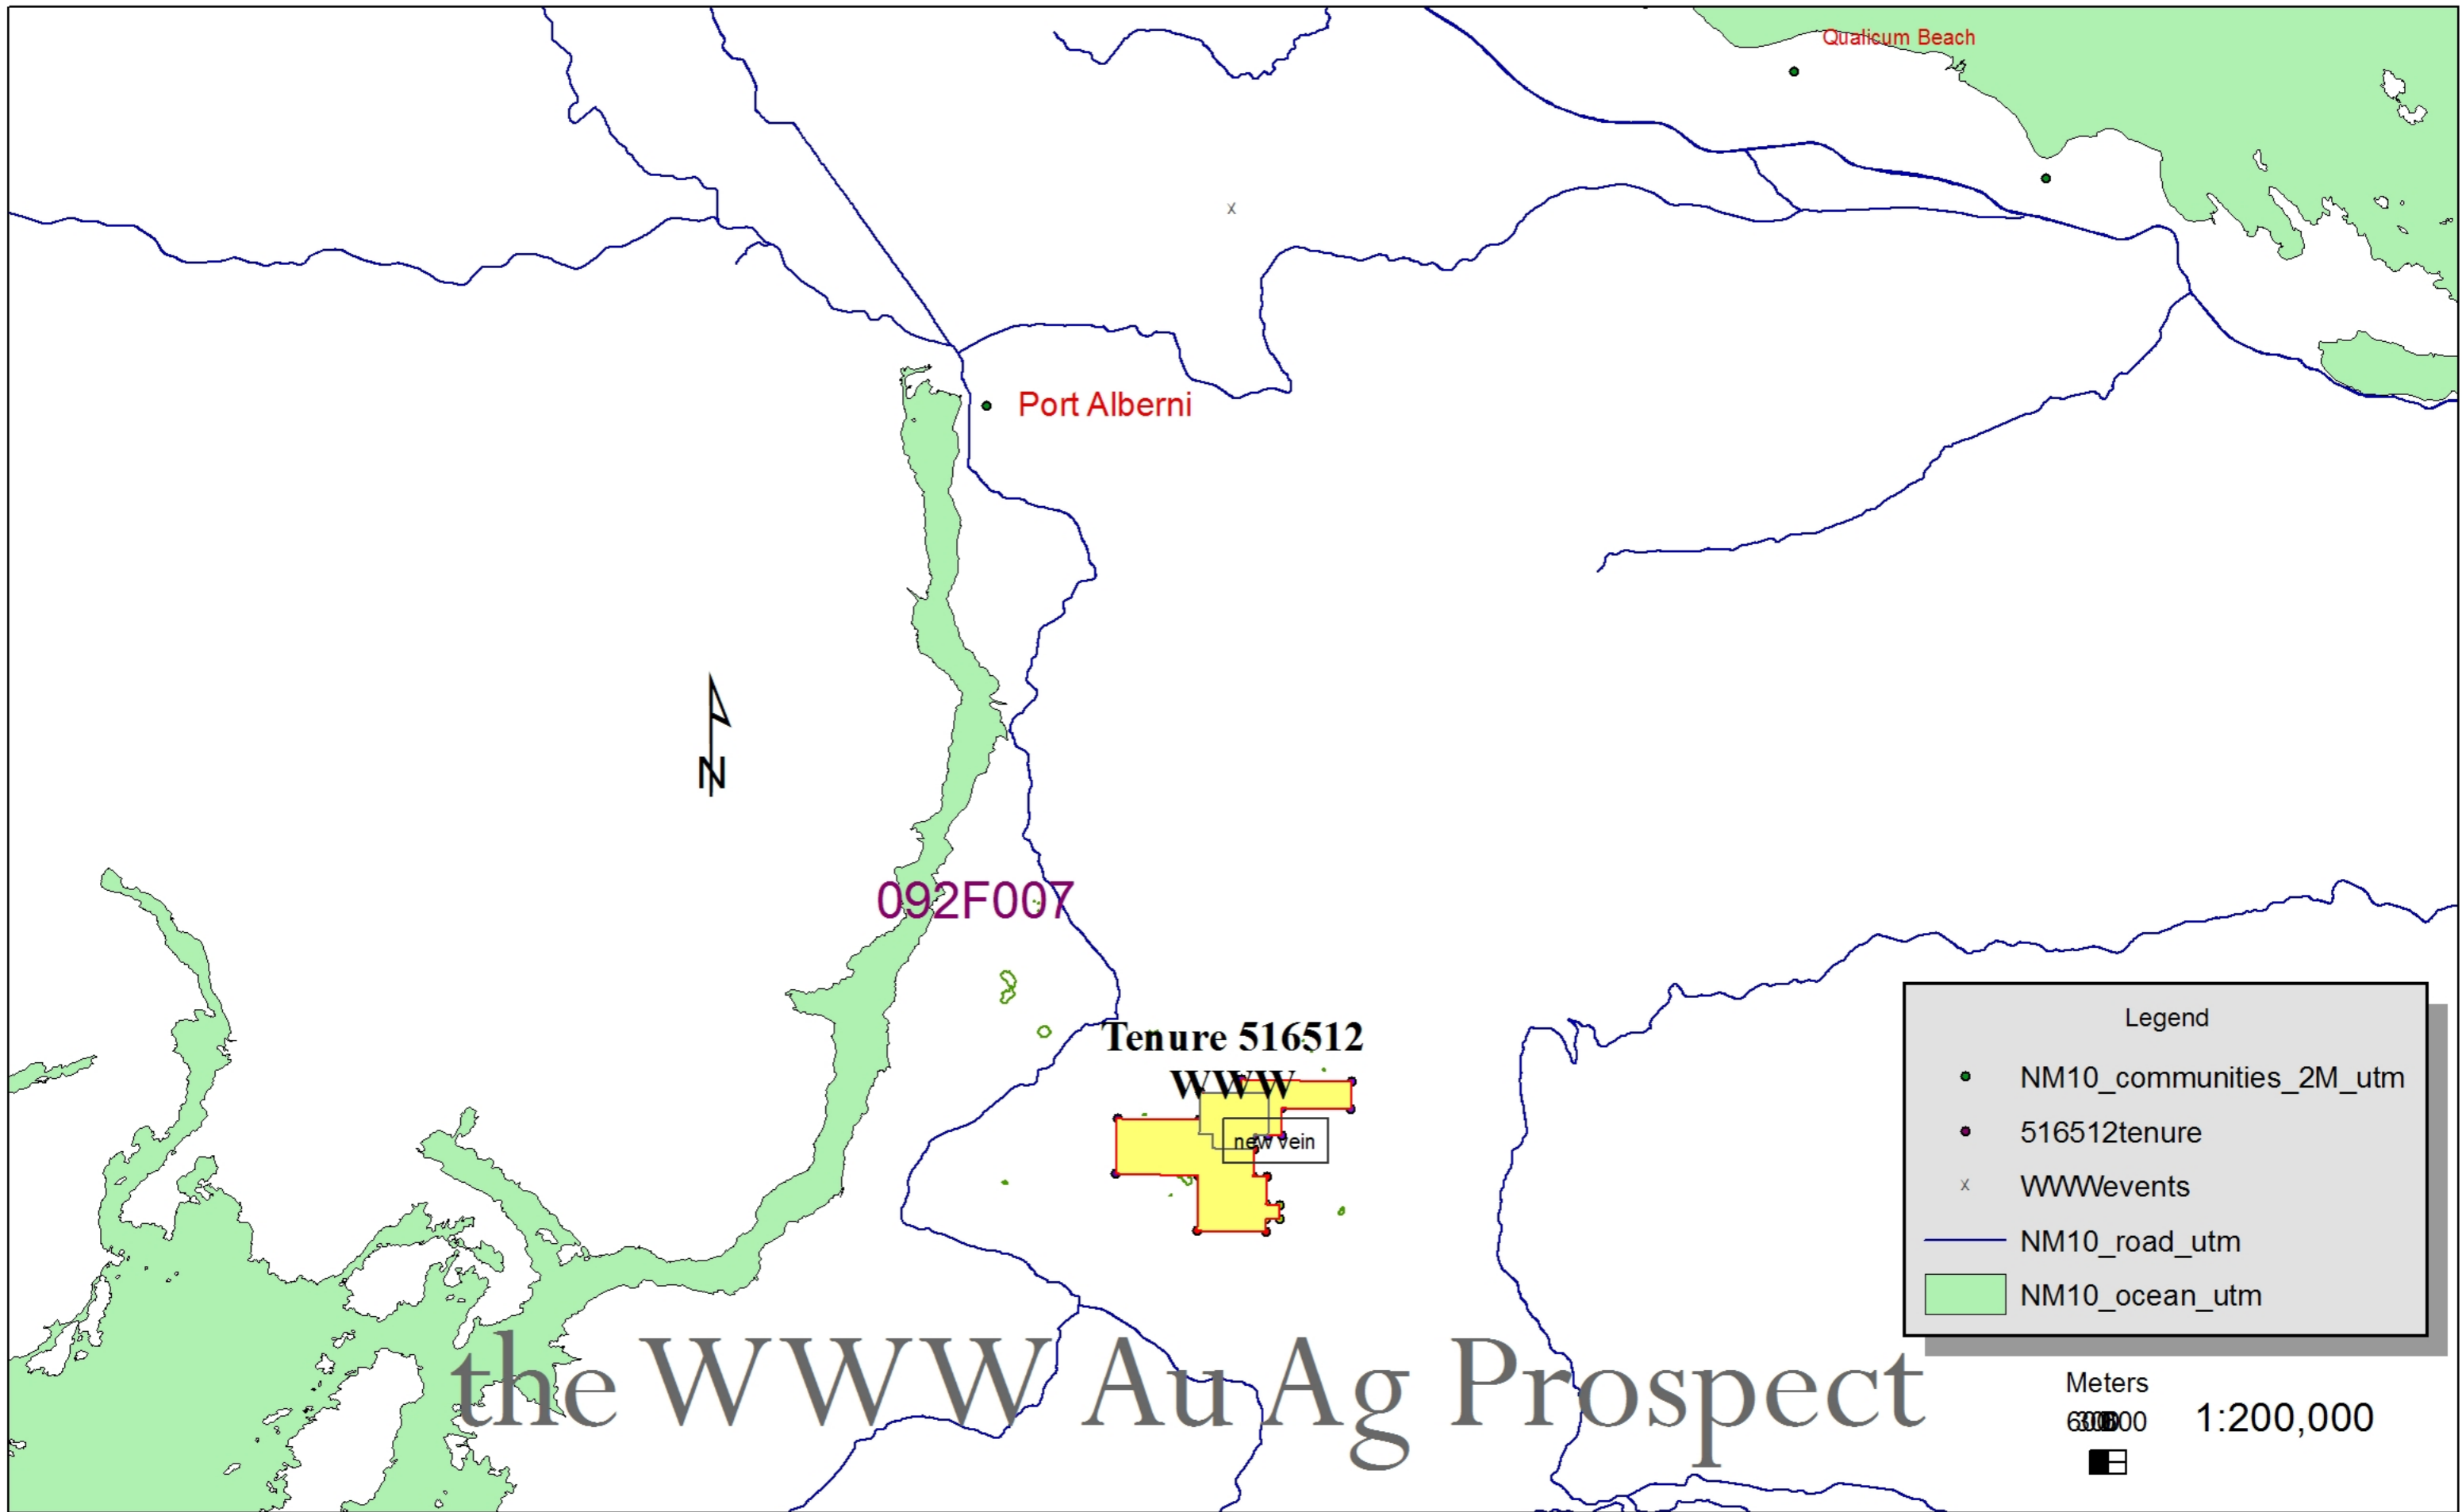 Qualicum Beach
x
Port Alberni
N
092F007
Tenure 516512
WWW
new vein
Legend
NM10_communities_2M_utm
516512tenure
x WWWevents
NM10_road_utm
NM10_ocean_utm
the WWW Au Ag Prospect
Meters
1:200,000